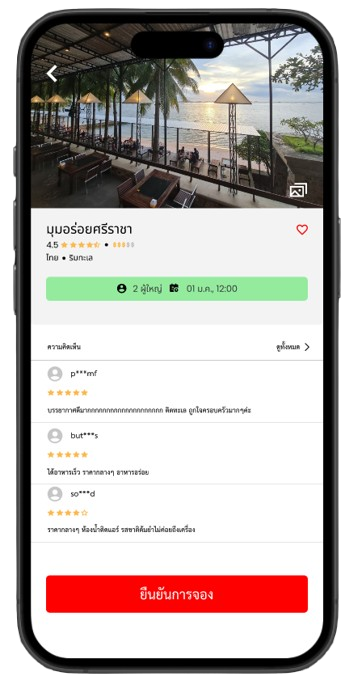 มุมอร่อยศรีราชา
4.5 • ฿฿฿฿฿
ไทย • ริมทะเล
2 ผู้ใหญ่ 01 ม.ค., 12:00
ความคิดเห็น ดูทั้งหมด
p***mf
บรรยากาศดีมากกกกกกกกกกกกกกกกกกก ติดทะเล ถูกใจครอบครัวมากๆค่ะ
but***s
ได้อาหารเร็ว ราคากลางๆ อาหารอร่อย
so***d
ราคากลางๆ ห้องน้ำติดแอร์ รสชาติต้มยำไม่ค่อยถึงเครื่อง
ยืนยันการจอง